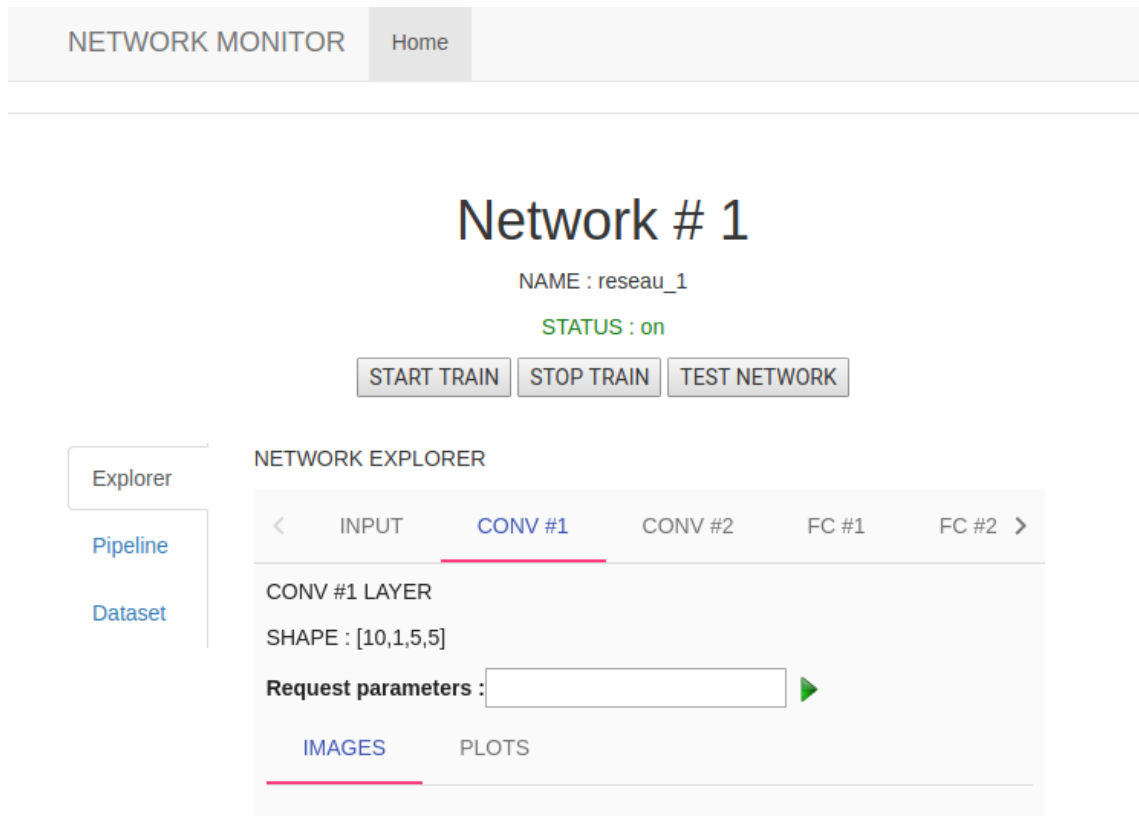 NETWORK MONITOR Home
Network # 1
NAME : reseau_1
STATUS : on
START TRAIN STOP TRAIN TEST NETWORK
Explorer
Pipeline
Dataset
NETWORK EXPLORER
INPUT CONV #1 CONV #2 FC #1 FC #2
CONV #1 LAYER
SHAPE : [10,1,5,5]
Request parameters :
IMAGES PLOTS